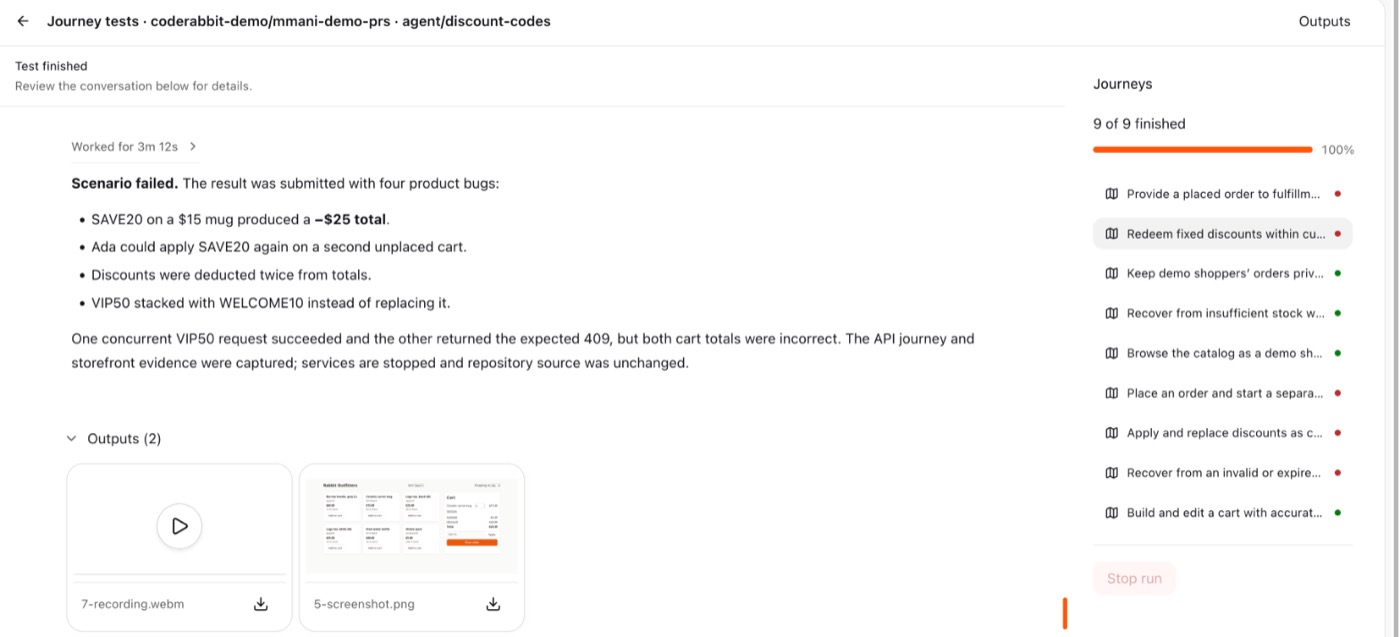 Journey tests · coderabbit-demo/mmani-demo-prs · agent/discount-codes
Outputs
Test finished
Review the conversation below for details.
Worked for 3m 12s
Scenario failed. The result was submitted with four product bugs:
• SAVE20 on a $15 mug produced a –$25 total.
• Ada could apply SAVE20 again on a second unplaced cart.
• Discounts were deducted twice from totals.
• VIP50 stacked with WELCOME10 instead of replacing it.
One concurrent VIP50 request succeeded and the other returned the expected 409, but both cart totals were incorrect. The API journey and
storefront evidence were captured; services are stopped and repository source was unchanged.
Outputs (2)
Rabbit Outfitters
Cart
7-recording.webm
5-screenshot.png
Journeys
9 of 9 finished
100%
Provide a placed order to fulfillm...
Redeem fixed discounts within cu...
Keep demo shoppers' orders priv...
Recover from insufficient stock w...
Browse the catalog as a demo sh...
Place an order and start a separa...
Apply and replace discounts as c...
Recover from an invalid or expire...
Build and edit a cart with accurat...
Stop run